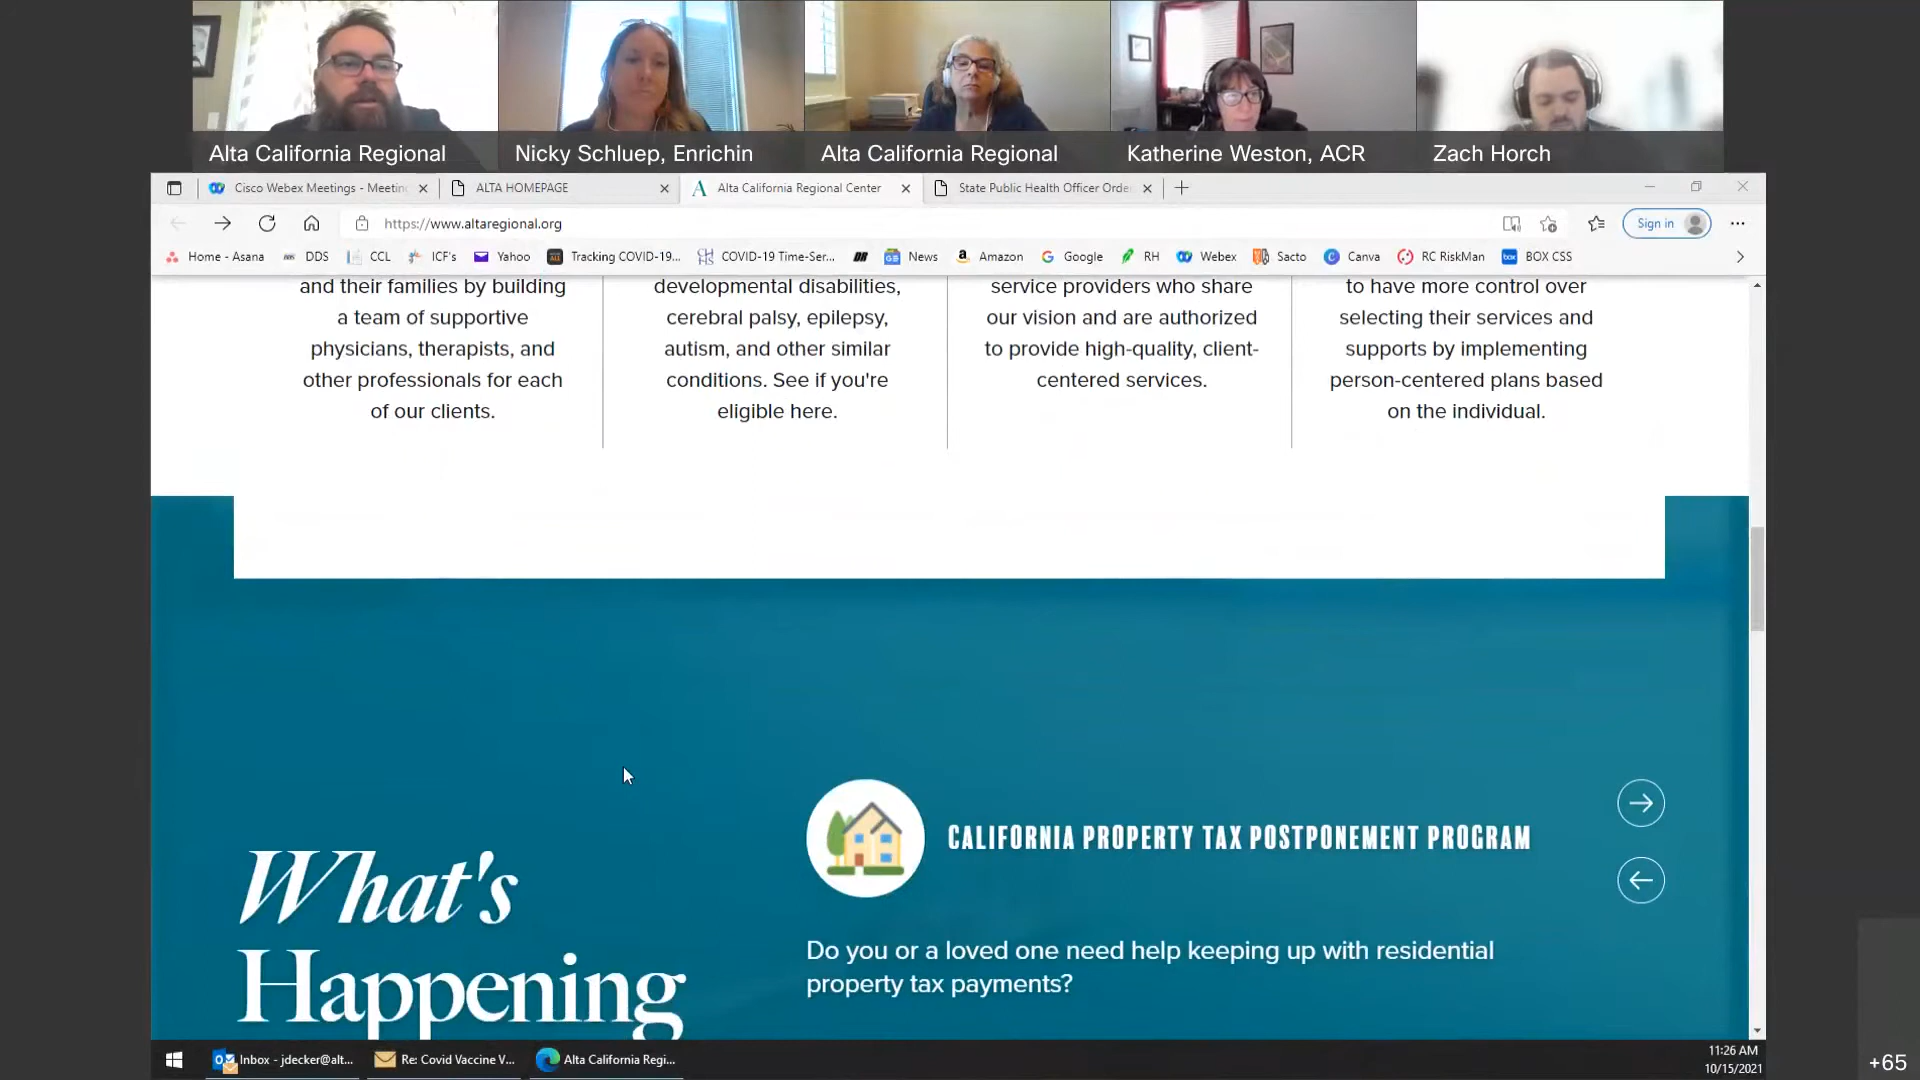 Alta California Regional
Nicky Schluep, Enrichin
Alta California Regional
Katherine Weston, ACR
Zach Horch
Cisco Webex Meetings - Meetin
ALTA HOMEPAGE
Alta California Regional Center
State Public Health Officer Orde
https://www.altaregional.org
Sign in
Home - Asana
DDS
CCL
ICF's
Yahoo
Tracking COVID-19...
COVID-19 Time-Ser...
News
Amazon
Google
RH
Webex
Sacto
Canva
RC RiskMan
BOX CSS
and their families by building
a team of supportive
physicians, therapists, and
other professionals for each
of our clients.
developmental disabilities,
cerebral palsy, epilepsy,
autism, and other similar
conditions. See if you're
eligible here.
service providers who share
our vision and are authorized
to provide high-quality, client-
centered services.
to have more control over
selecting their services and
supports by implementing
person-centered plans based
on the individual.
What's
Happening
CALIFORNIA PROPERTY TAX POSTPONEMENT PROGRAM
Do you or a loved one need help keeping up with residential
property tax payments?
Inbox - jdecker@alt...
Re: Covid Vaccine V...
Alta California Regi...
11:26 AM
10/15/2021
+65